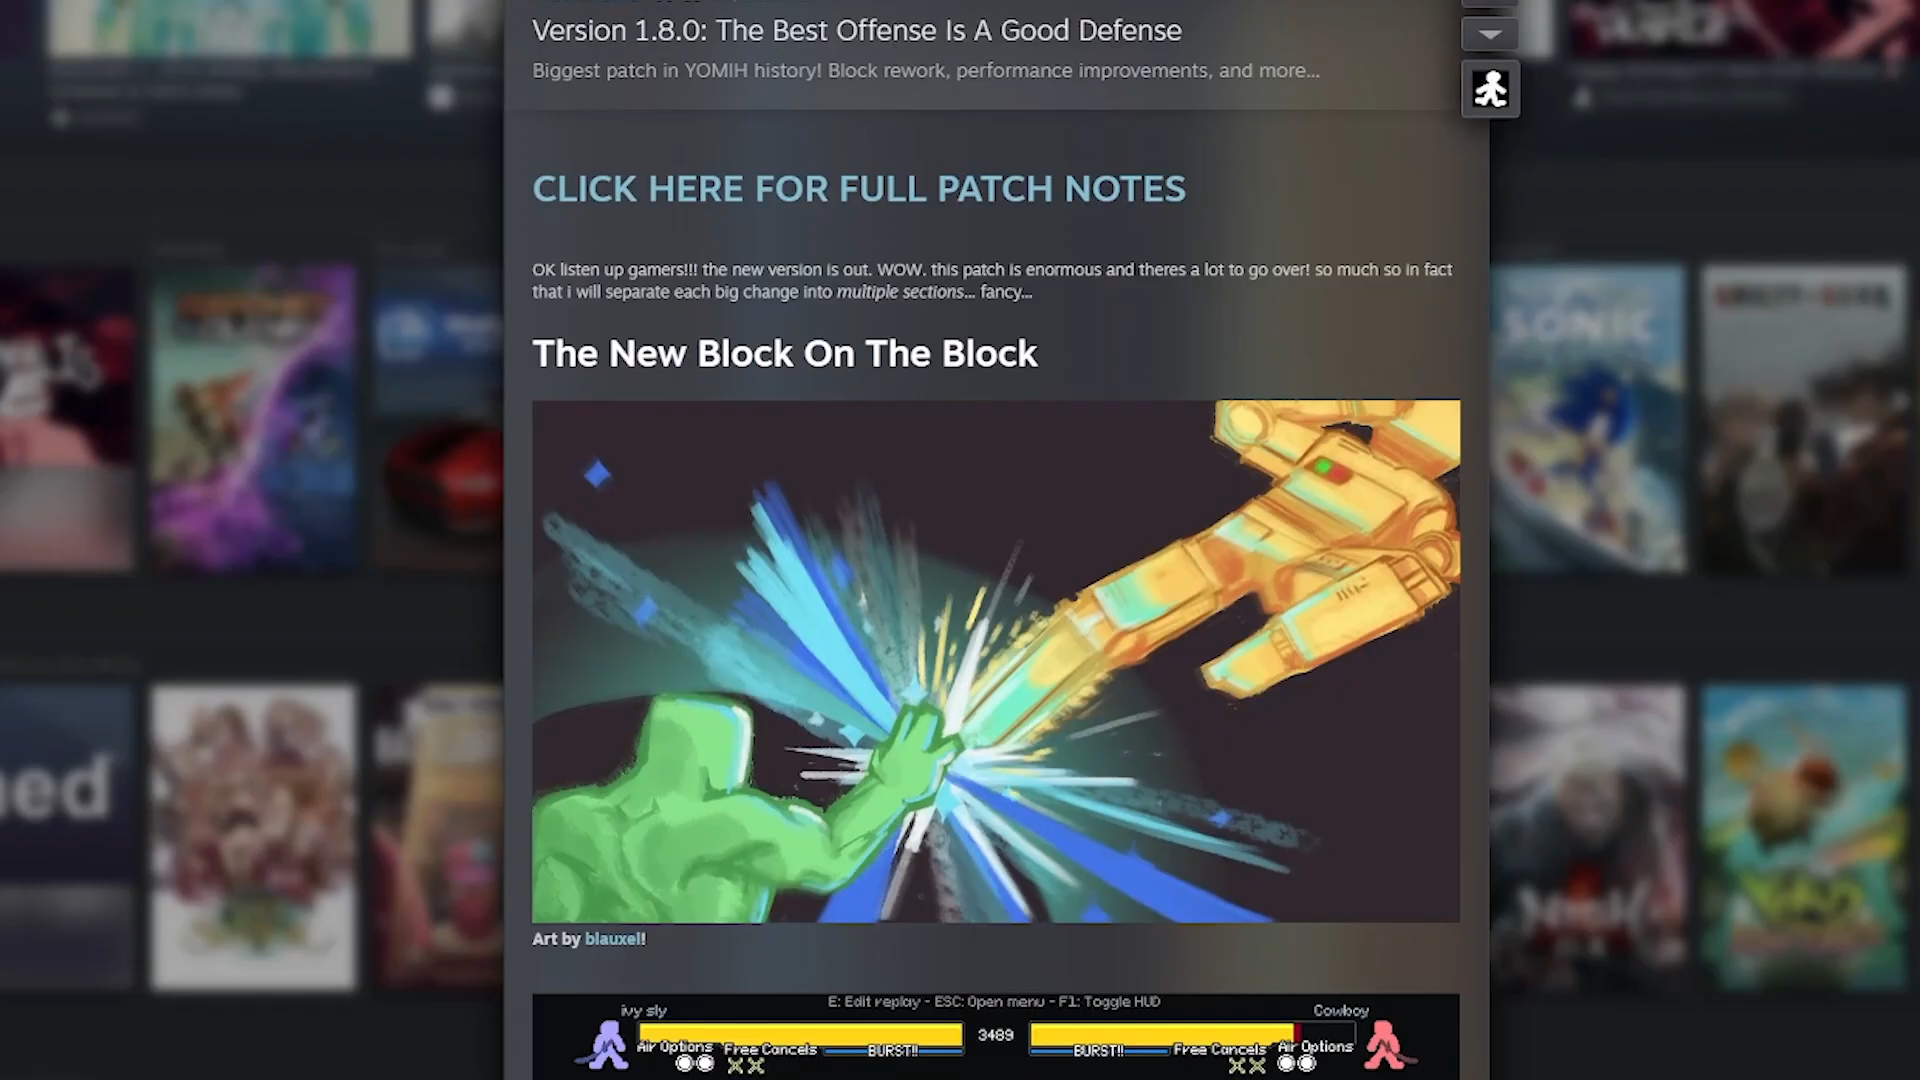 Version 1.8.0: The Best Offense Is A Good Defense
Biggest patch in YOMIH history! Block rework, performance improvements, and more...
CLICK HERE FOR FULL PATCH NOTES
OK listen up gamers!!! the new version is out. WOW. this patch is enormous and theres a lot to go over! so much so in fact
that i will separate each big change into multiple sections... fancy...
The New Block On The Block
SONIC
ned
Art by blauxel!
E: Edit replay - ESC: Open menu - F1: Toggle HUD
ivy sly
Cowboy
3489
Air Options Free Cancels BURST!!
BURST!! Free Cancels Air Options